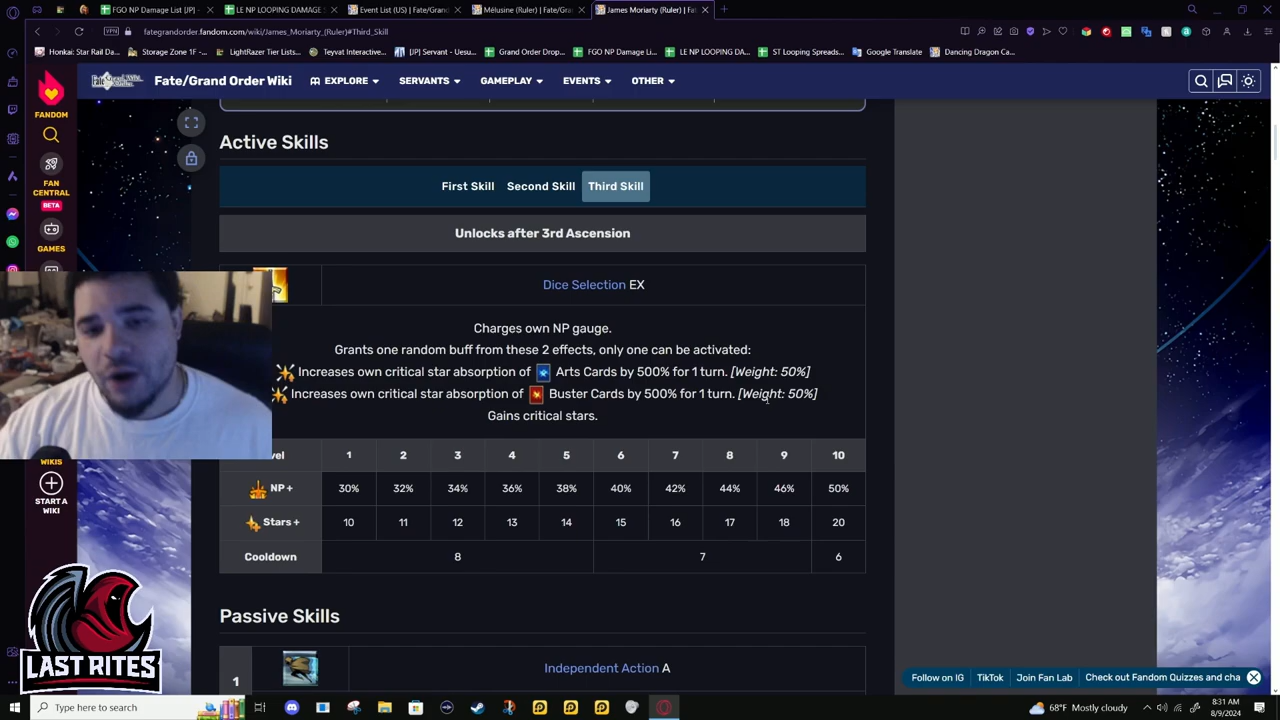 FGO NP Damage List [JP] -
LE NP LOOPING DAMAGE
Event List (US) | Fate/Grand
Mélusine (Ruler) | Fate/Gran
James Moriarty (Ruler) | Fa
VPN
fategrandorder.fandom.com/wiki/James_Moriarty_(Ruler)#Third_Skill
Honkai: Star Rail Da...
Storage Zone 1F -...
LightRazer Tier Lists...
Teyvat Interactive...
[JP] Servant - Uesu...
Grand Order Drop...
FGO NP Damage Li...
LE NP LOOPING DA...
ST Looping Spreads...
Google Translate
Dancing Dragon Ca...
Fate/Grand Order Wiki
EXPLORE
SERVANTS
GAMEPLAY
EVENTS
OTHER
FANDOM
FAN
CENTRAL
BETA
GAMES
WIKIS
START A
WIKI
Active Skills
First Skill
Second Skill
Third Skill
Unlocks after 3rd Ascension
Dice Selection EX
Charges own NP gauge.
Grants one random buff from these 2 effects, only one can be activated:
Increases own critical star absorption of Arts Cards by 500% for 1 turn. [Weight: 50%]
Increases own critical star absorption of Buster Cards by 500% for 1 turn. [Weight: 50%]
Gains critical stars.
vel 1 2 3 4 5 6 7 8 9 10
NP + 30% 32% 34% 36% 38% 40% 42% 44% 46% 50%
Stars + 10 11 12 13 14 15 16 17 18 20
Cooldown 8 7 6
Passive Skills
1
Independent Action A
LAST RITES
Follow on IG
TikTok
Join Fan Lab
Check out Fandom Quizzes and cha
Type here to search
68°F Mostly cloudy
8:31 AM
8/9/2024